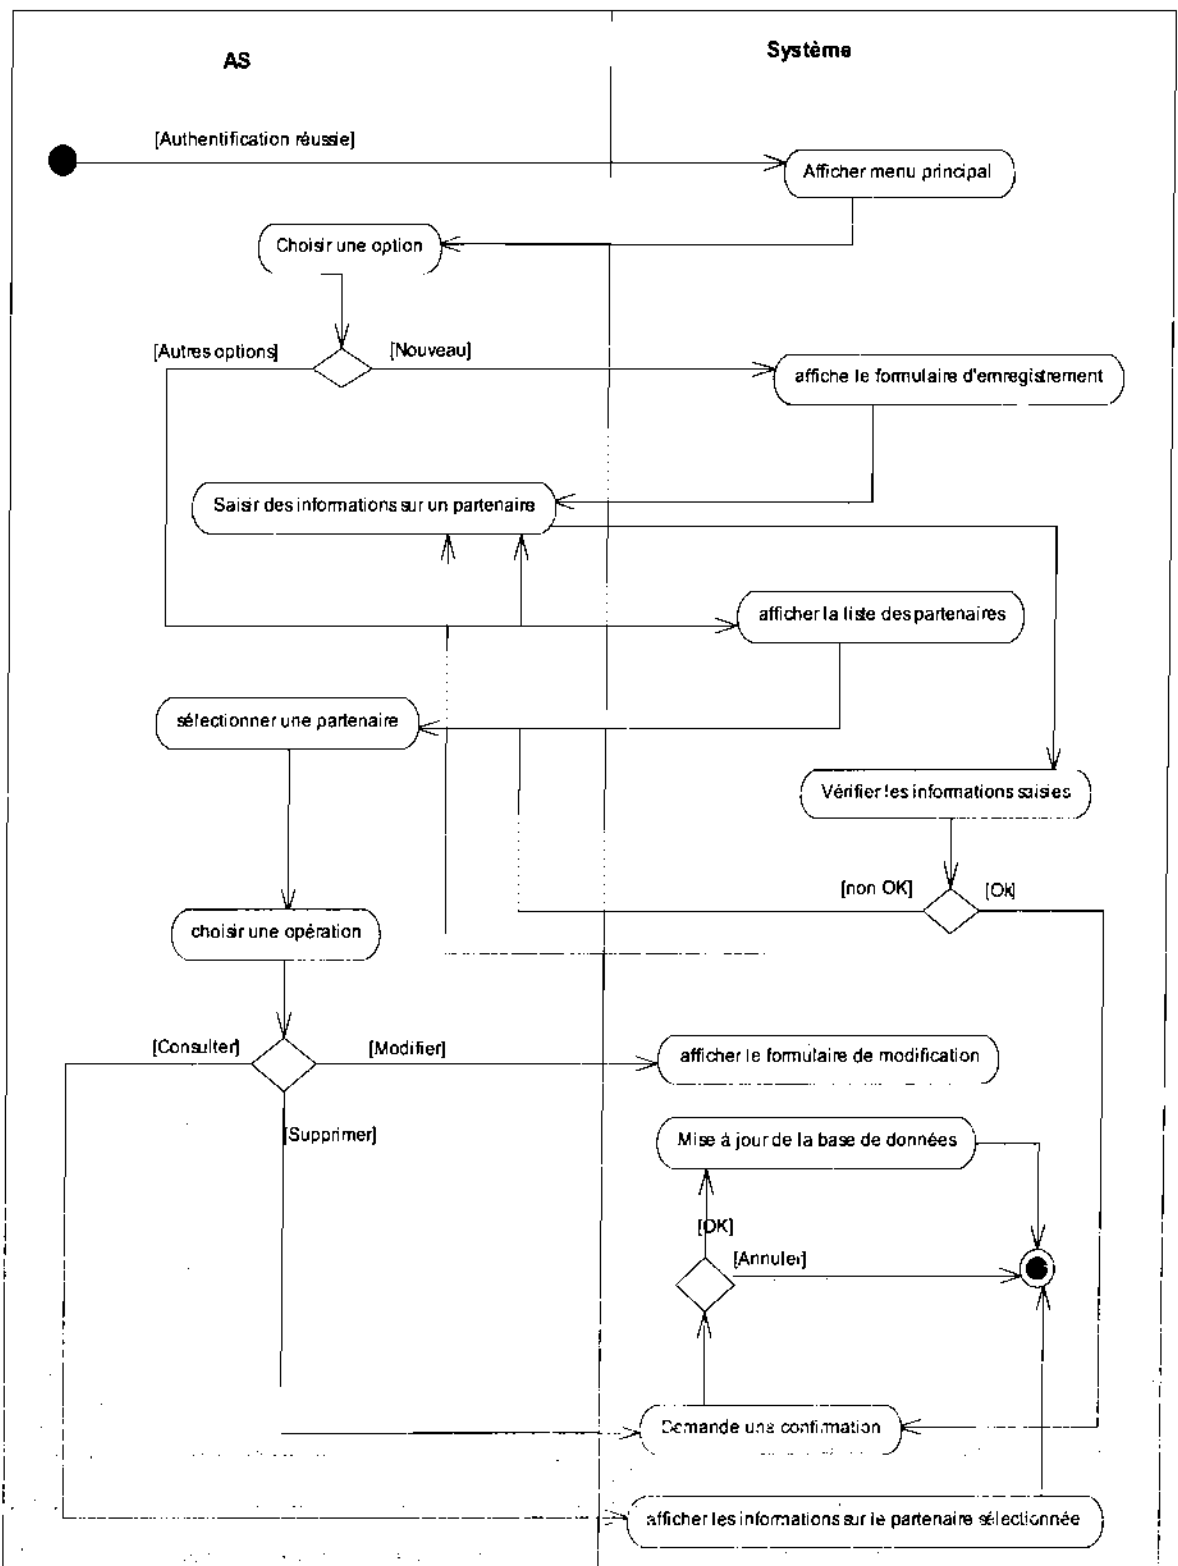 AS
Système
[Authentification réussie]
Afficher menu principal
Choisir une option
[Autres options]
[Nouveau]
affiche le formulaire d'emregistrement
Saisir des informations sur un partenaire
afficher la liste des partenaires
sélectionner une partenaire
Vérifier les informations saisies
[non OK]
[Ok]
choisir une opération
[Consulter]
[Modifier]
afficher le formulaire de modification
[Supprimer]
Mise à jour de la base de données
[OK]
[Annuler]
Demande une confirmation
afficher les informations sur le partenaire sélectionnée